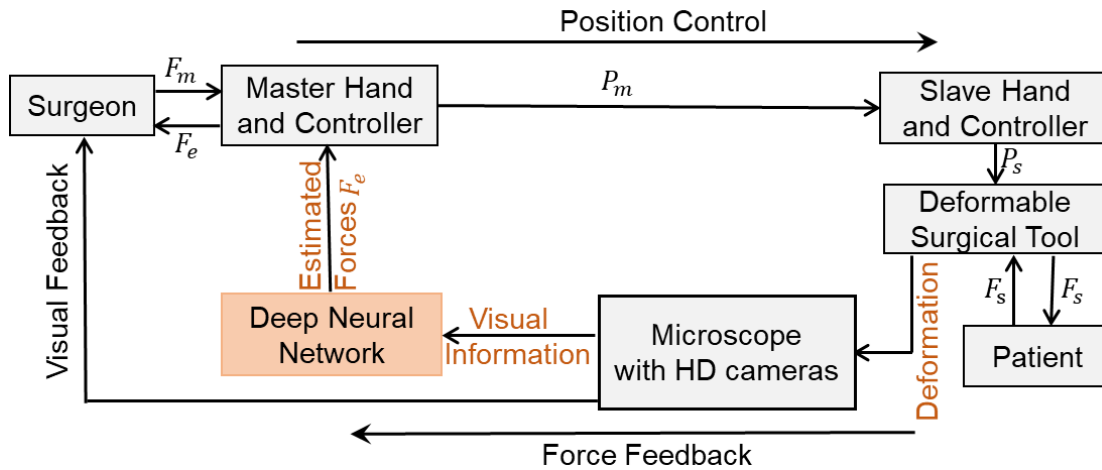 Position Control
F_m
Surgeon
F_e
Master Hand
and Controller
P_m
Slave Hand
and Controller
P_s
Deformable
Surgical Tool
F_s
F_s
Patient
Deformation
Microscope
with HD cameras
Visual
Information
Deep Neural
Network
Estimated
Forces F_e
Visual Feedback
Force Feedback